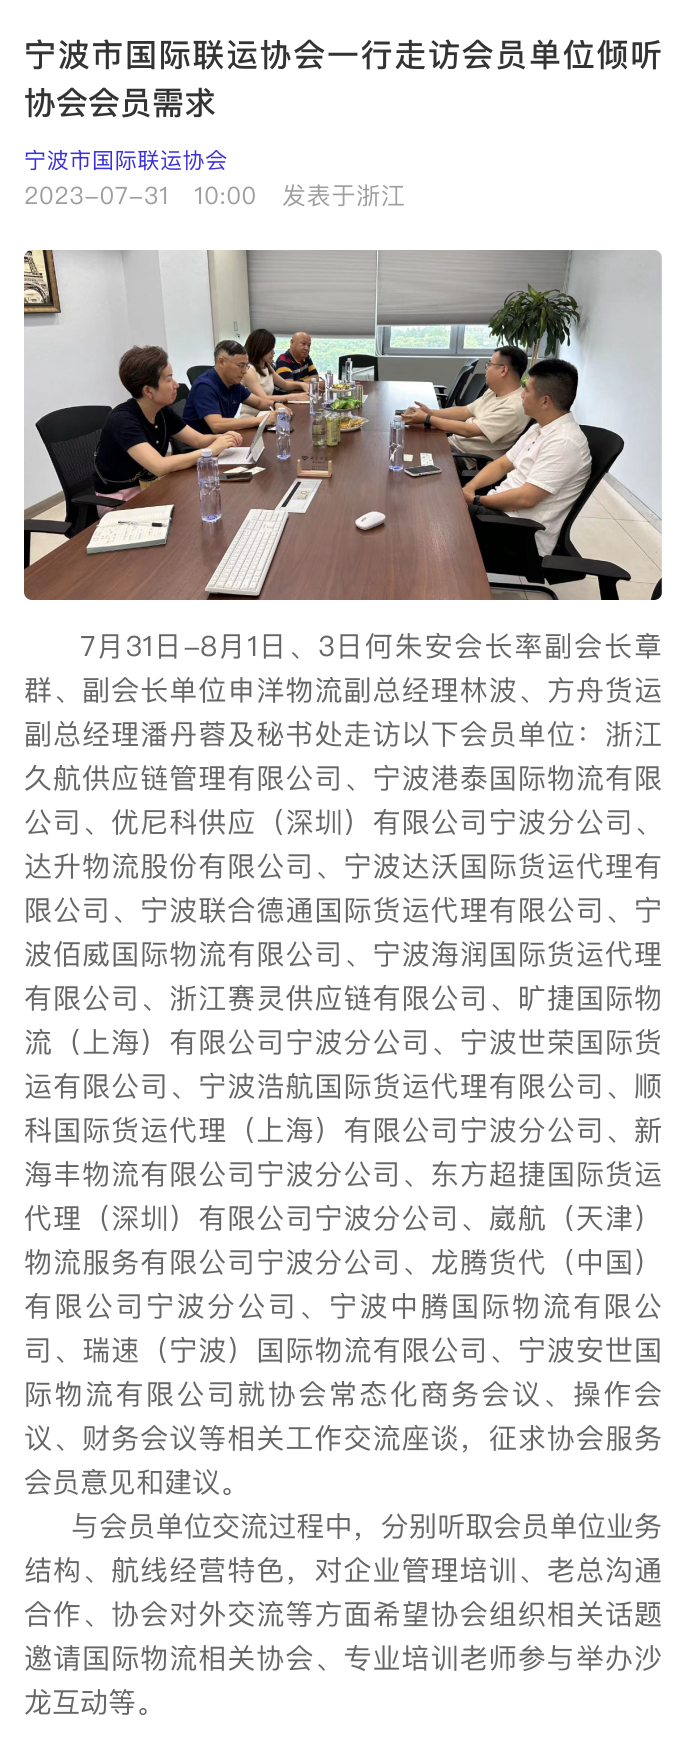 宁波市国际联运协会一行走访会员单位倾听
协会会员需求
宁波市国际联运协会
2023-07-31 10:00 发表于浙江
7月31日-8月1日、3日何朱安会长率副会长章
群、副会长单位申洋物流副总经理林波、方舟货运
副总经理潘丹蓉及秘书处走访以下会员单位：浙江
久航供应链管理有限公司、宁波港泰国际物流有限
公司、优尼科供应（深圳）有限公司宁波分公司、
达升物流股份有限公司、宁波达沃国际货运代理有
限公司、宁波联合德通国际货运代理有限公司、宁
波佰威国际物流有限公司、宁波海润国际货运代理
有限公司、浙江赛灵供应链有限公司、旷捷国际物
流（上海）有限公司宁波分公司、宁波世荣国际货
运有限公司、宁波浩航国际货运代理有限公司、顺
科国际货运代理（上海）有限公司宁波分公司、新
海丰物流有限公司宁波分公司、东方超捷国际货运
代理（深圳）有限公司宁波分公司、崴航（天津）
物流服务有限公司宁波分公司、龙腾货代（中国）
有限公司宁波分公司、宁波中腾国际物流有限公
司、瑞速（宁波）国际物流有限公司、宁波安世国
际物流有限公司就协会常态化商务会议、操作会
议、财务会议等相关工作交流座谈，征求协会服务
会员意见和建议。
与会员单位交流过程中，分别听取会员单位业务
结构、航线经营特色，对企业管理培训、老总沟通
合作、协会对外交流等方面希望协会组织相关话题
邀请国际物流相关协会、专业培训老师参与举办沙
龙互动等。